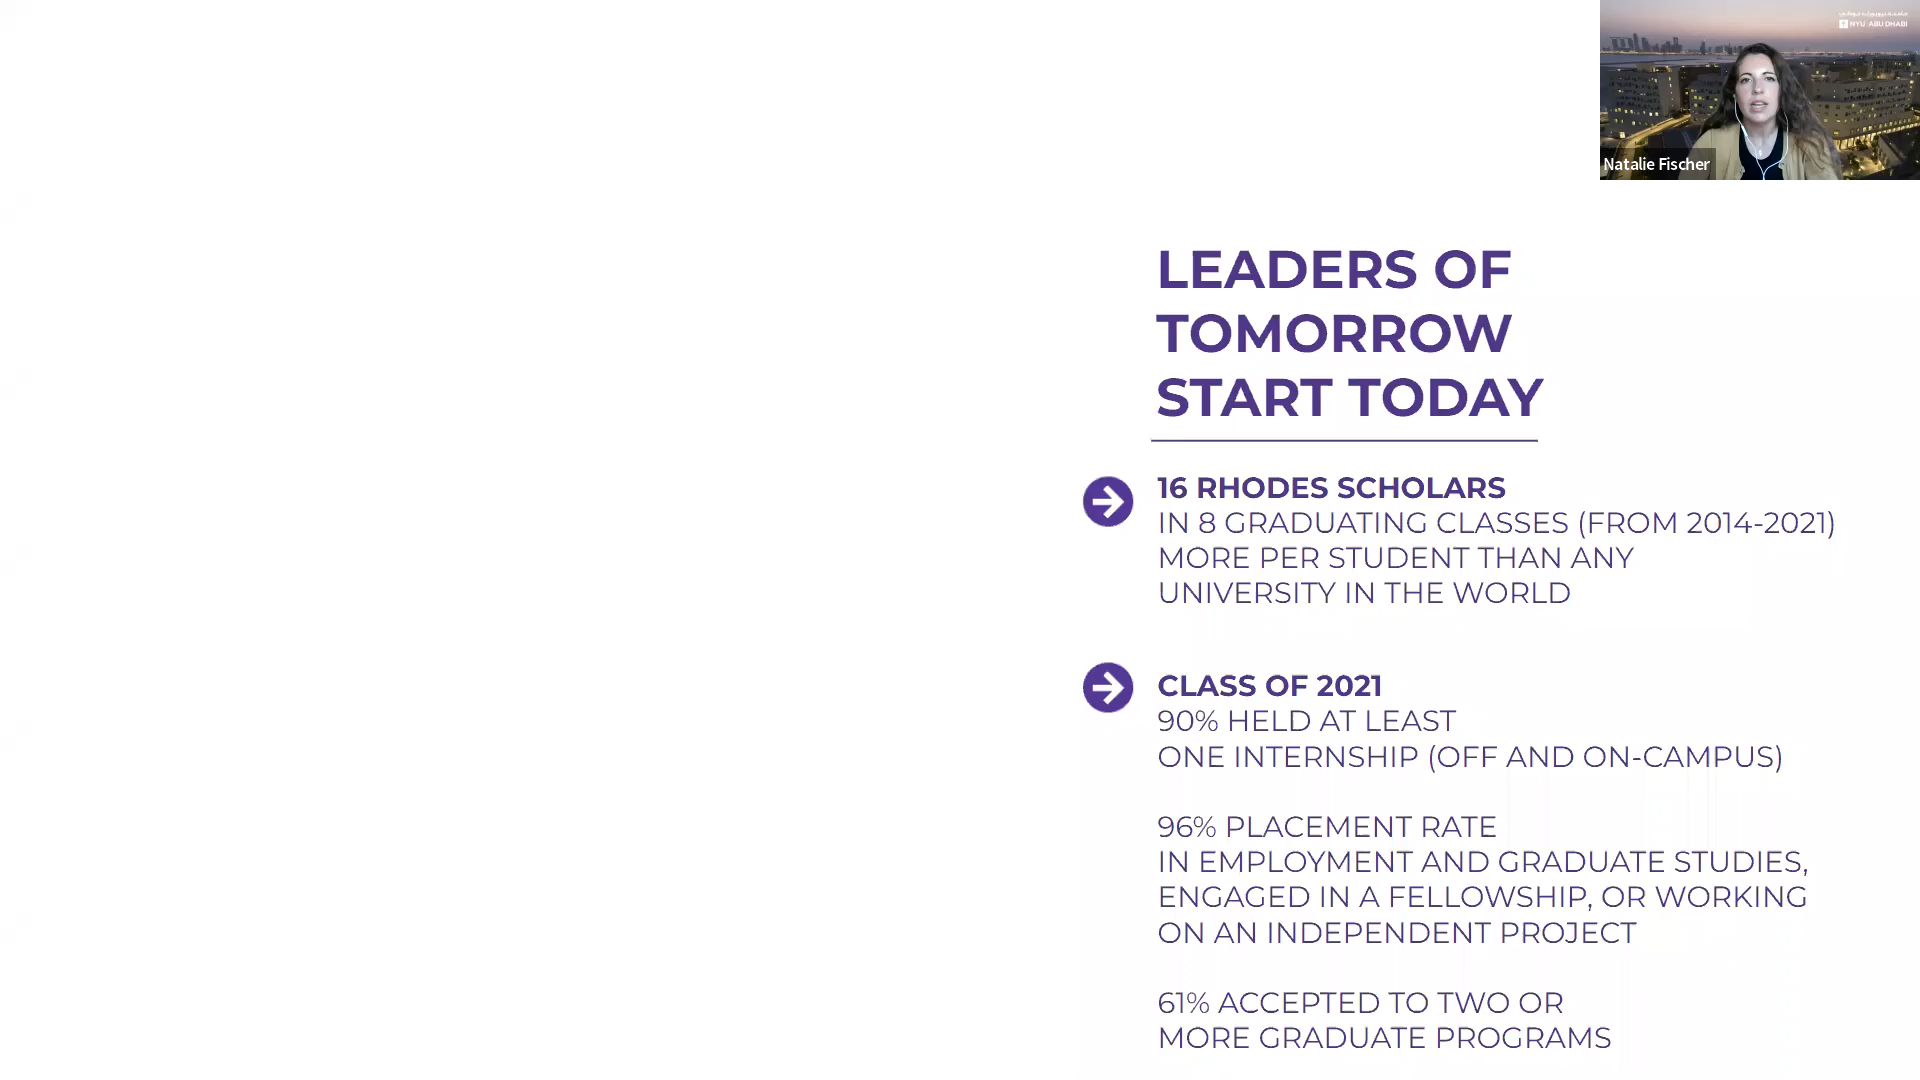 NYU ABU DHABI
Natalie Fischer
LEADERS OF
TOMORROW
START TODAY
16 RHODES SCHOLARS
IN 8 GRADUATING CLASSES (FROM 2014-2021)
MORE PER STUDENT THAN ANY
UNIVERSITY IN THE WORLD
CLASS OF 2021
90% HELD AT LEAST
ONE INTERNSHIP (OFF AND ON-CAMPUS)
96% PLACEMENT RATE
IN EMPLOYMENT AND GRADUATE STUDIES,
ENGAGED IN A FELLOWSHIP, OR WORKING
ON AN INDEPENDENT PROJECT
61% ACCEPTED TO TWO OR
MORE GRADUATE PROGRAMS